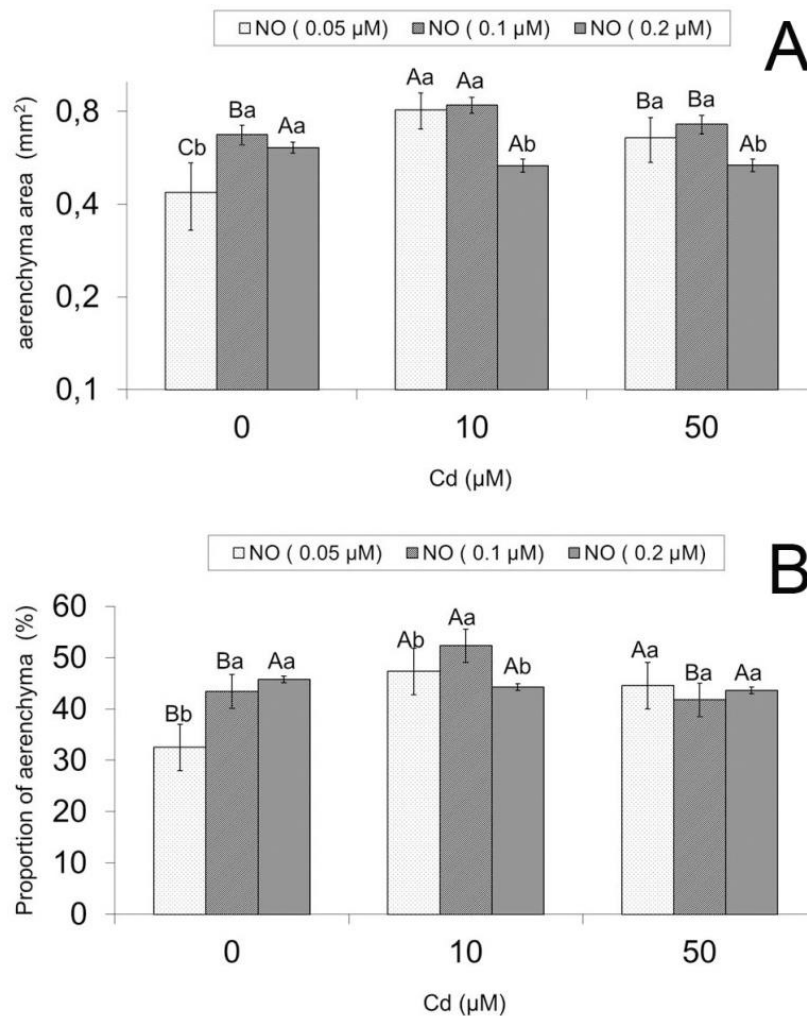 NO ( 0.05 µM) NO ( 0.1 µM) NO ( 0.2 µM)
A
aerenchyma area (mm²)
0,8
0,4
0,2
0,1
Cb Ba Aa Aa Aa Ab Ba Ba Ab
0 10 50
Cd (µM)
NO ( 0.05 µM) NO ( 0.1 µM) NO ( 0.2 µM)
B
Proportion of aerenchyma (%)
60
50
40
30
20
10
0
Bb Ba Aa Ab Aa Ab Aa Ba Aa
0 10 50
Cd (µM)